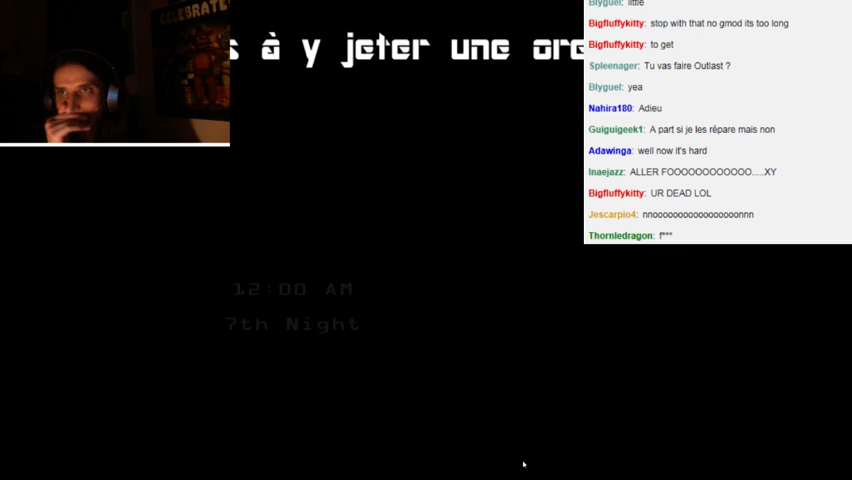 CELEBRATE
s à y jeter une ore
Blyguel: little
Bigfluffykitty: stop with that no gmod its too long
Bigfluffykitty: to get
Spleenager: Tu vas faire Outlast ?
Blyguel: yea
Nahira180: Adieu
Guiguigeek1: A part si je les répare mais non
Adawinga: well now it's hard
Inaejazz: ALLER FOOOOOOOOOOOO.....XY
Bigfluffykitty: UR DEAD LOL
Jescarpio4: nnooooooooooooooooonnn
Thornledragon: f***
12:00 AM
7th Night